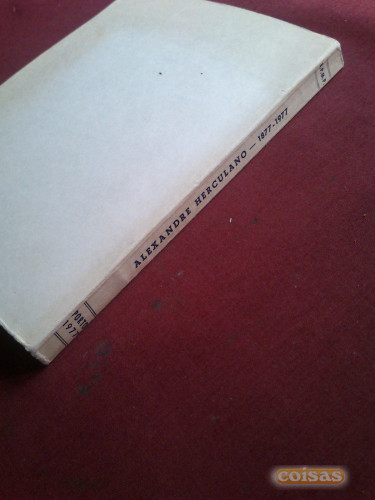 ALEXANDRE HERCULANO — 1877-1977
PORTO
1977
coisas